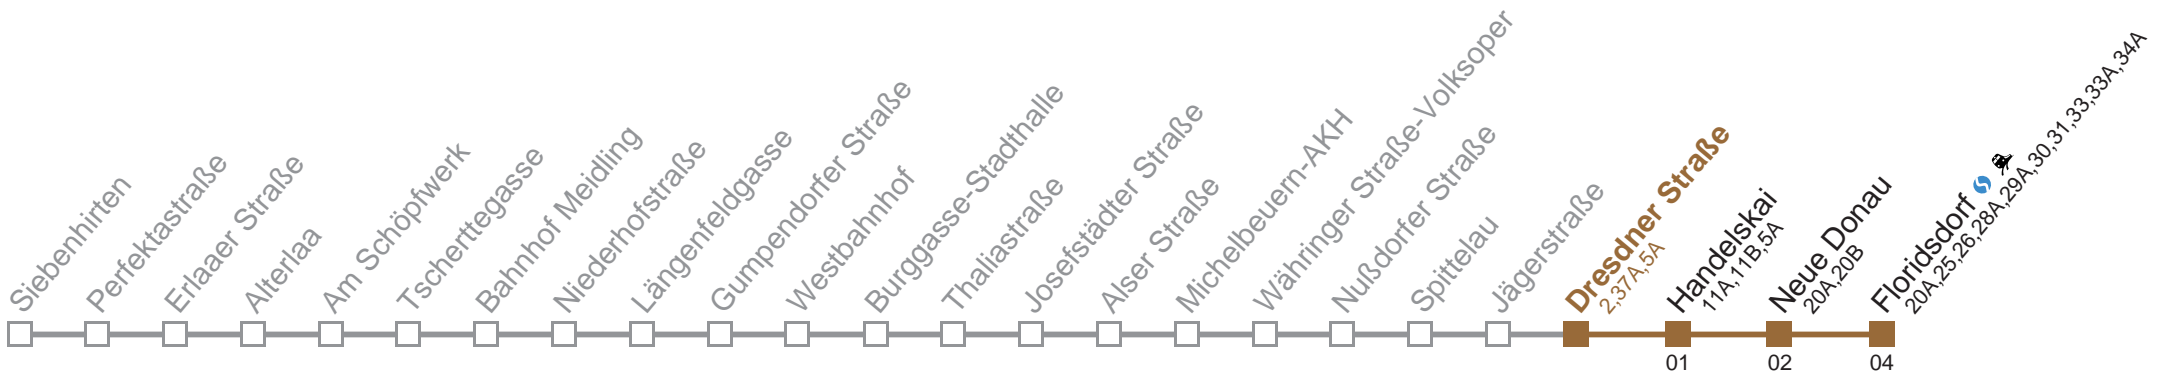 Siebenhirten
Perfektastraße
Erlaaer Straße
Alterlaa
Am Schöpfwerk
Tscherttegasse
Bahnhof Meidling
Niederhofstraße
Längenfeldgasse
Gumpendorfer Straße
Westbahnhof
Burggasse-Stadthalle
Thaliastraße
Josefstädter Straße
Alser Straße
Michelbeuern-AKH
Währinger Straße-Volksoper
Nußdorfer Straße
Spittelau
Jägerstraße
Dresdner Straße
2,37A,5A
Handelskai
11A,11B,5A
Neue Donau
20A,20B
Floridsdorf
20A,25,26,28A,29A,30,31,33,33A,34A
01
02
04